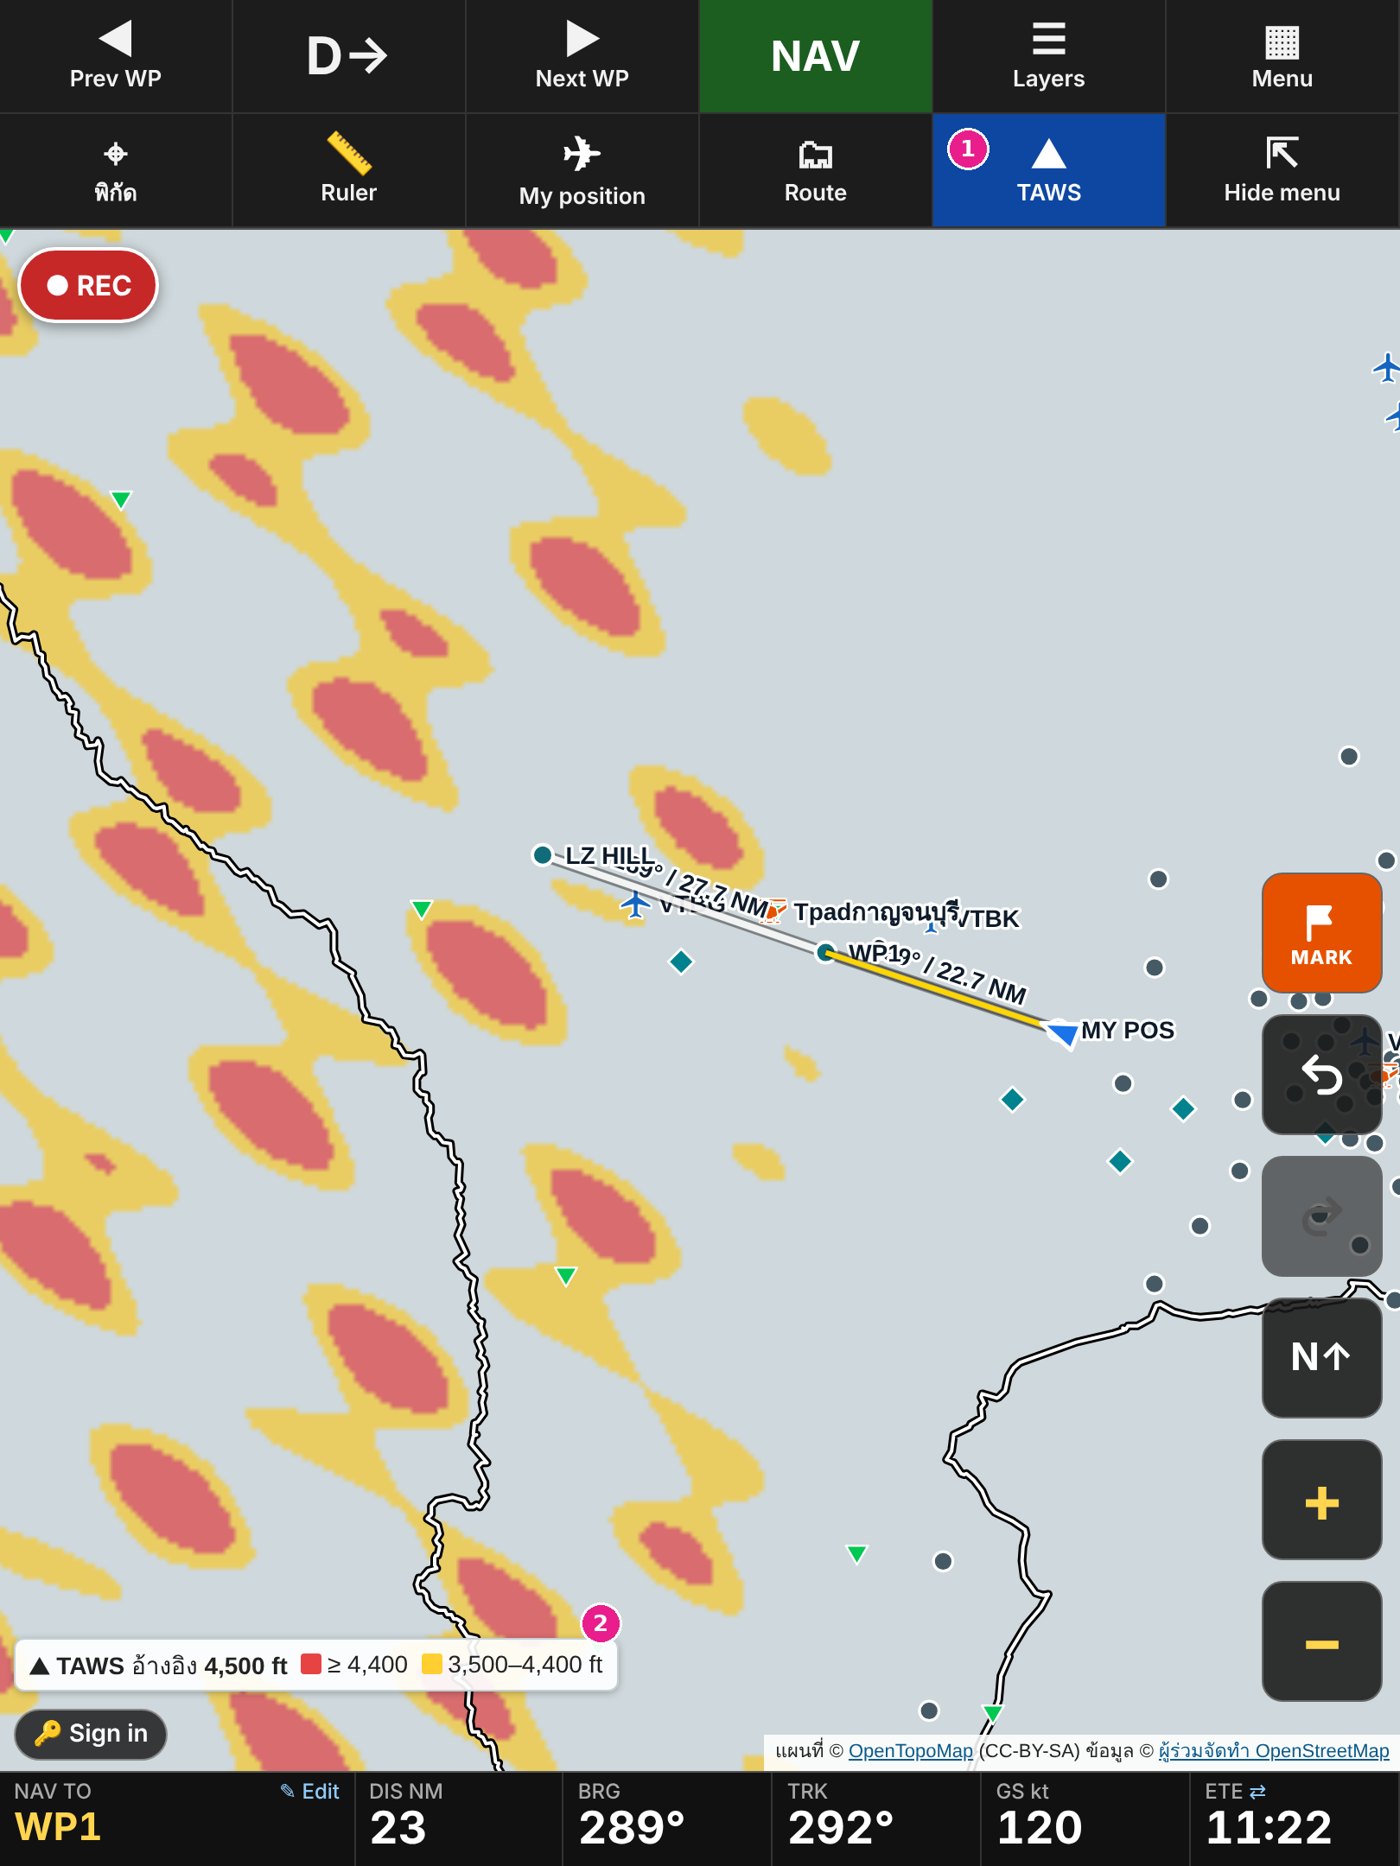 Prev WP
D→
Next WP
NAV
Layers
Menu
พิกัด
Ruler
My position
Route
1
TAWS
Hide menu
REC
LZ HILL
/ 27.7 NM
Tpadกาญจนบุรี
VTBK
WP1
9° / 22.7 NM
MY POS
MARK
N↑
+
−
2
▲ TAWS อ้างอิง 4,500 ft ≥ 4,400 3,500–4,400 ft
Sign in
แผนที่ © OpenTopoMap (CC-BY-SA) ข้อมูล © ผู้ร่วมจัดทำ OpenStreetMap
NAV TO ✎ Edit
WP1
DIS NM
23
BRG
289°
TRK
292°
GS kt
120
ETE ⇄
11:22